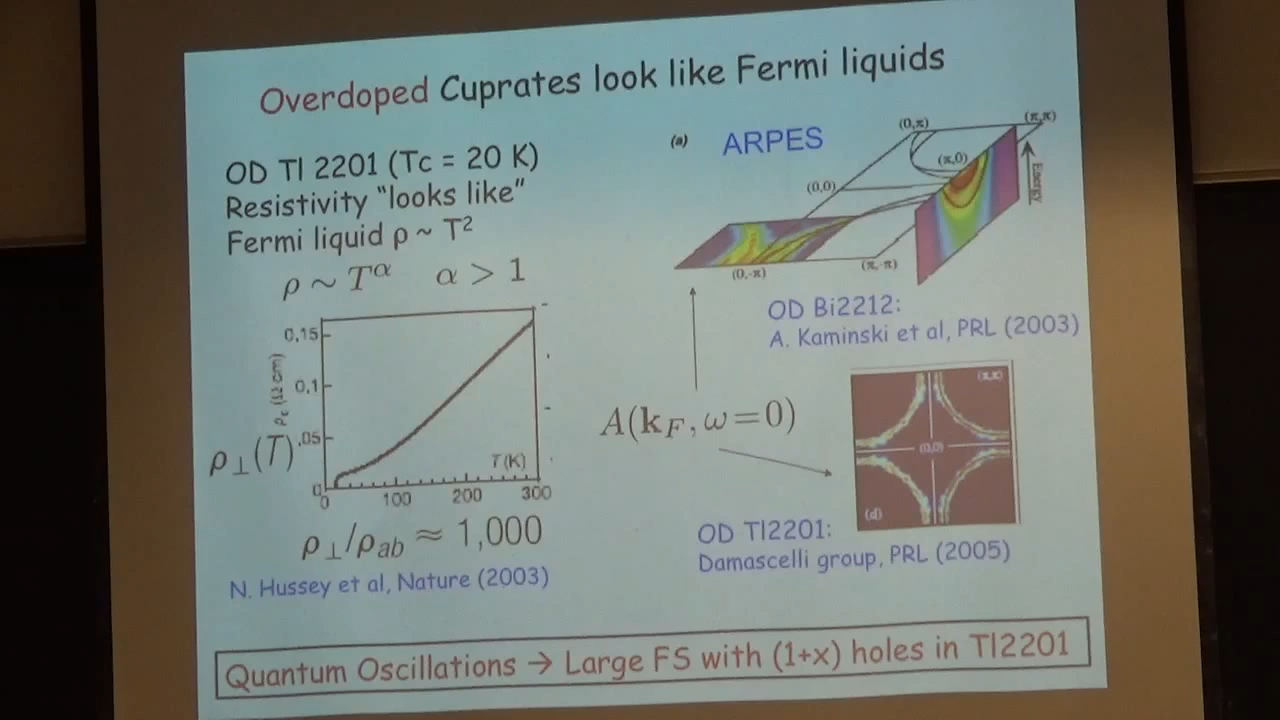 Overdoped Cuprates look like Fermi liquids
OD Tl 2201 (Tc = 20 K)
Resistivity “looks like”
Fermi liquid ρ ~ T²
ρ ~ T^α   α > 1
0,15
0,1
,05
0
ρc (Ω cm)
ρ⊥(T)
T(K)
0
100
200
300
ρ⊥/ρab ≈ 1,000
N. Hussey et al, Nature (2003)
(a)
ARPES
(0,π)
(π,π)
(π,0)
(0,0)
Energy
(0,-π)
(π,-π)
OD Bi2212:
A. Kaminski et al, PRL (2003)
A(kF, ω=0)
(π,π)
(0,0)
(d)
OD Tl2201:
Damascelli group, PRL (2005)
Quantum Oscillations → Large FS with (1+x) holes in Tl2201